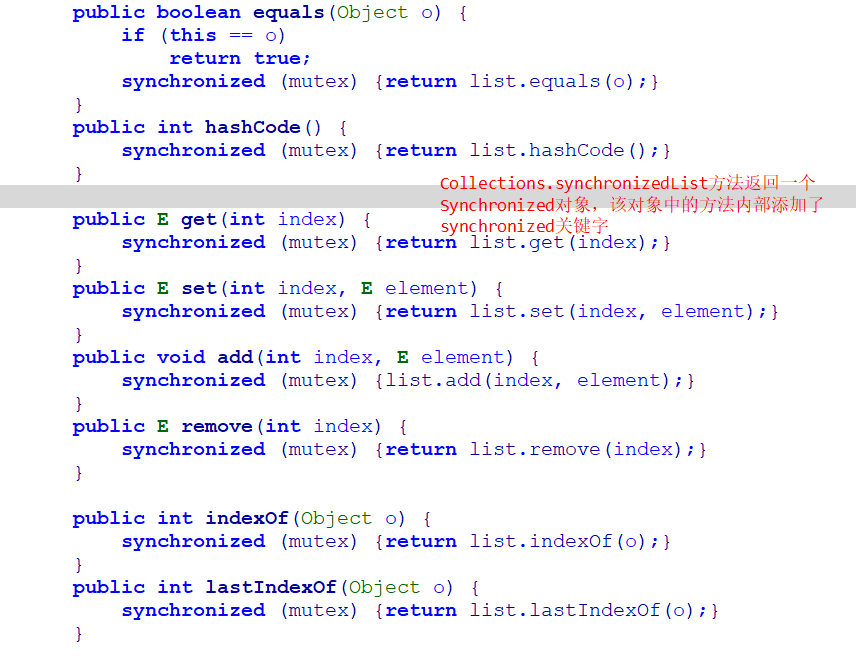 public boolean equals(Object o) {
if (this == o)
return true;
synchronized (mutex) {return list.equals(o);}
}
public int hashCode() {
synchronized (mutex) {return list.hashCode();}
}
Collections.synchronizedList方法返回一个
Synchronized对象，该对象中的方法内部添加了
synchronized关键字
public E get(int index) {
synchronized (mutex) {return list.get(index);}
}
public E set(int index, E element) {
synchronized (mutex) {return list.set(index, element);}
}
public void add(int index, E element) {
synchronized (mutex) {list.add(index, element);}
}
public E remove(int index) {
synchronized (mutex) {return list.remove(index);}
}
public int indexOf(Object o) {
synchronized (mutex) {return list.indexOf(o);}
}
public int lastIndexOf(Object o) {
synchronized (mutex) {return list.lastIndexOf(o);}
}